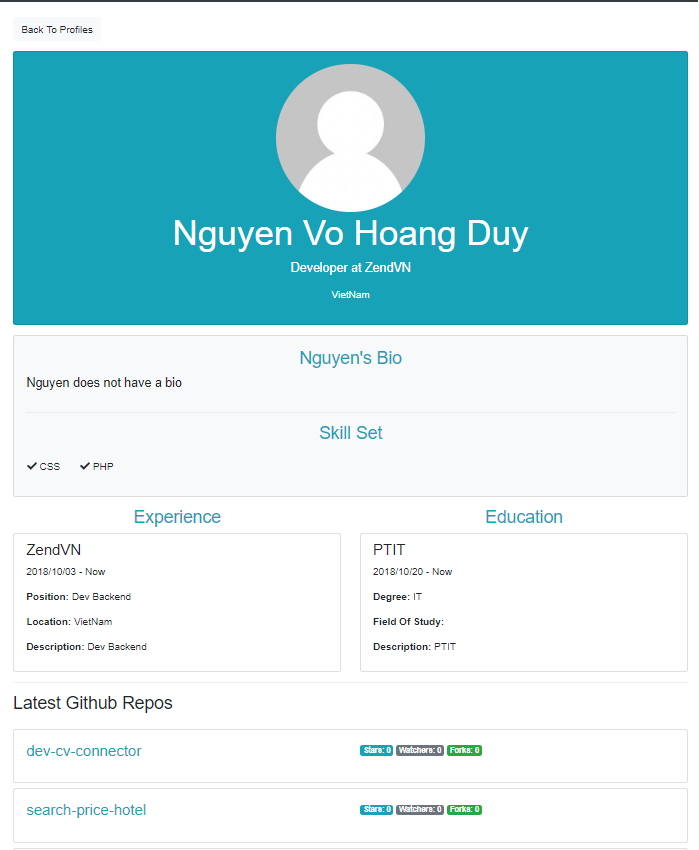 Back To Profiles
Nguyen Vo Hoang Duy
Developer at ZendVN
VietNam
Nguyen's Bio
Nguyen does not have a bio
Skill Set
CSS PHP
Experience
ZendVN
2018/10/03 - Now
Position: Dev Backend
Location: VietNam
Description: Dev Backend
Education
PTIT
2018/10/20 - Now
Degree: IT
Field Of Study:
Description: PTIT
Latest Github Repos
dev-cv-connector
Stars: 0 Watchers: 0 Forks: 0
search-price-hotel
Stars: 0 Watchers: 0 Forks: 0